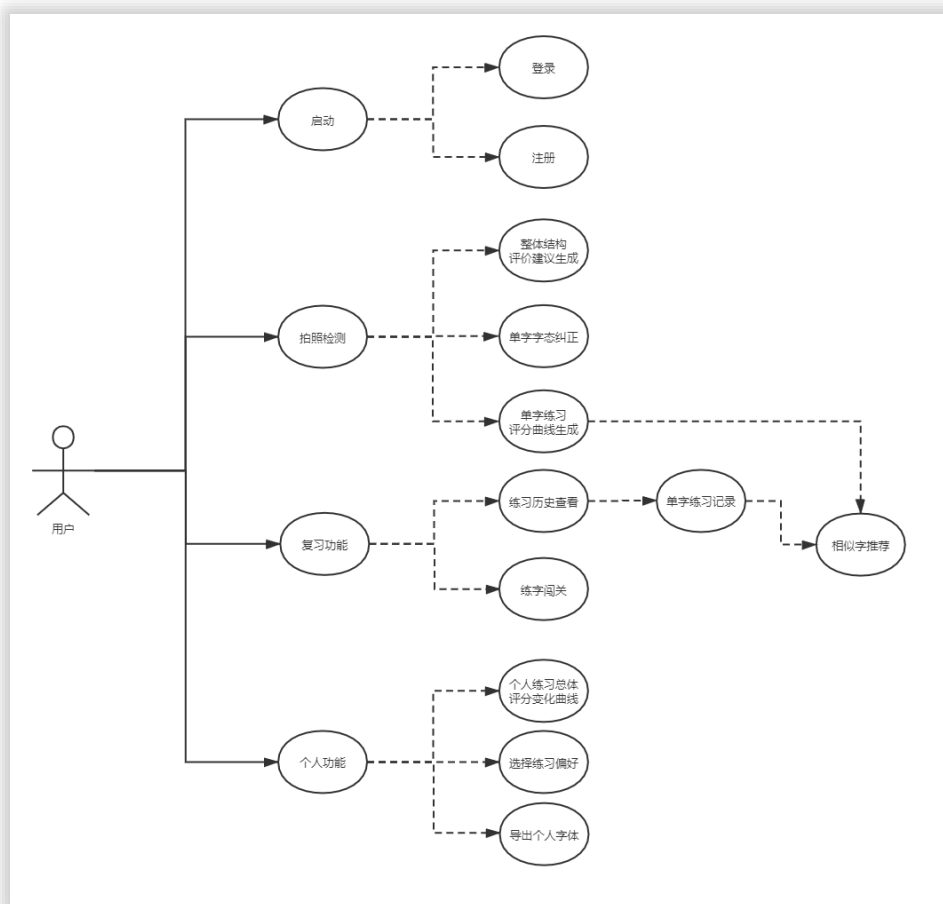 登录
启动
注册
整体结构
评价建议生成
拍照检测
单字字态纠正
单字练习
评分曲线生成
用户
复习功能
练习历史查看
单字练习记录
相似字推荐
练字闯关
个人练习总体
评分变化曲线
个人功能
选择练习偏好
导出个人字体